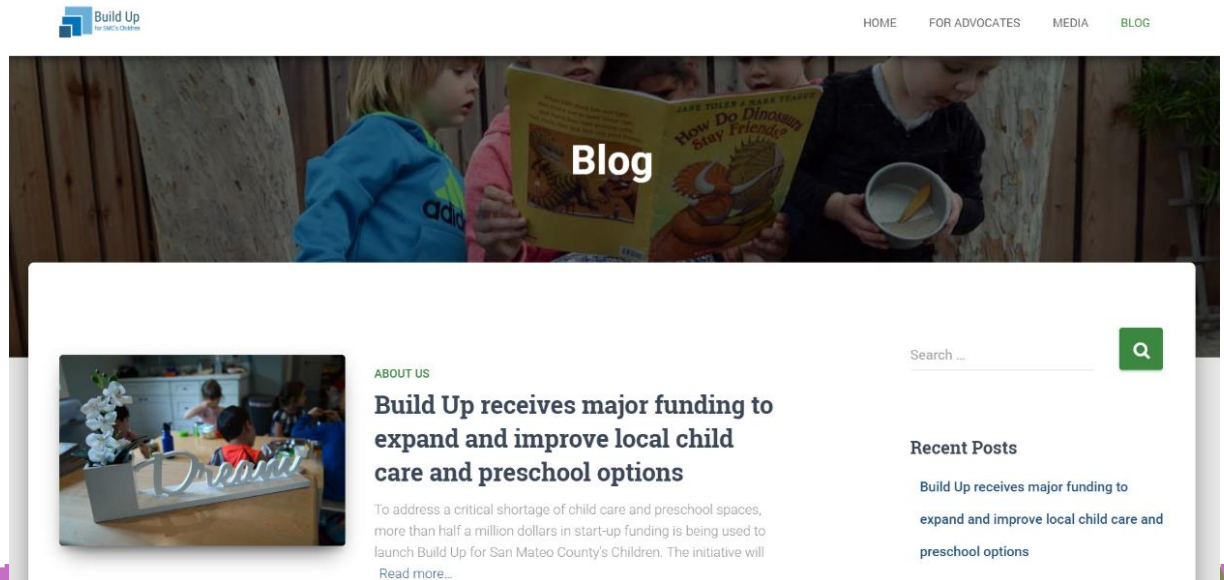 Build Up
for SMC's Children
HOME FOR ADVOCATES MEDIA BLOG
JANE YOLEN & MARK TEAGUE
How Do Dinosaurs
Stay Friends?
Blog
adid
Search ...
Dream
ABOUT US
Build Up receives major funding to
expand and improve local child
care and preschool options
To address a critical shortage of child care and preschool spaces,
more than half a million dollars in start-up funding is being used to
launch Build Up for San Mateo County's Children. The initiative will
Read more...
Recent Posts
Build Up receives major funding to
expand and improve local child care and
preschool options